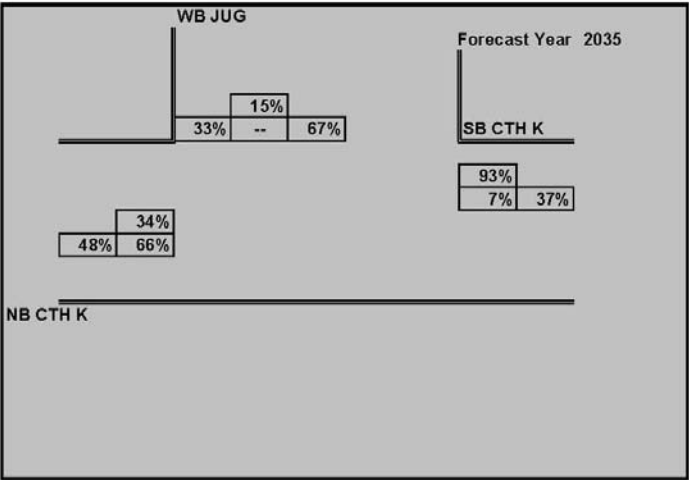 WB JUG
Forecast Year 2035
15%
33% -- 67%
SB CTH K
93%
7% 37%
34%
48% 66%
NB CTH K